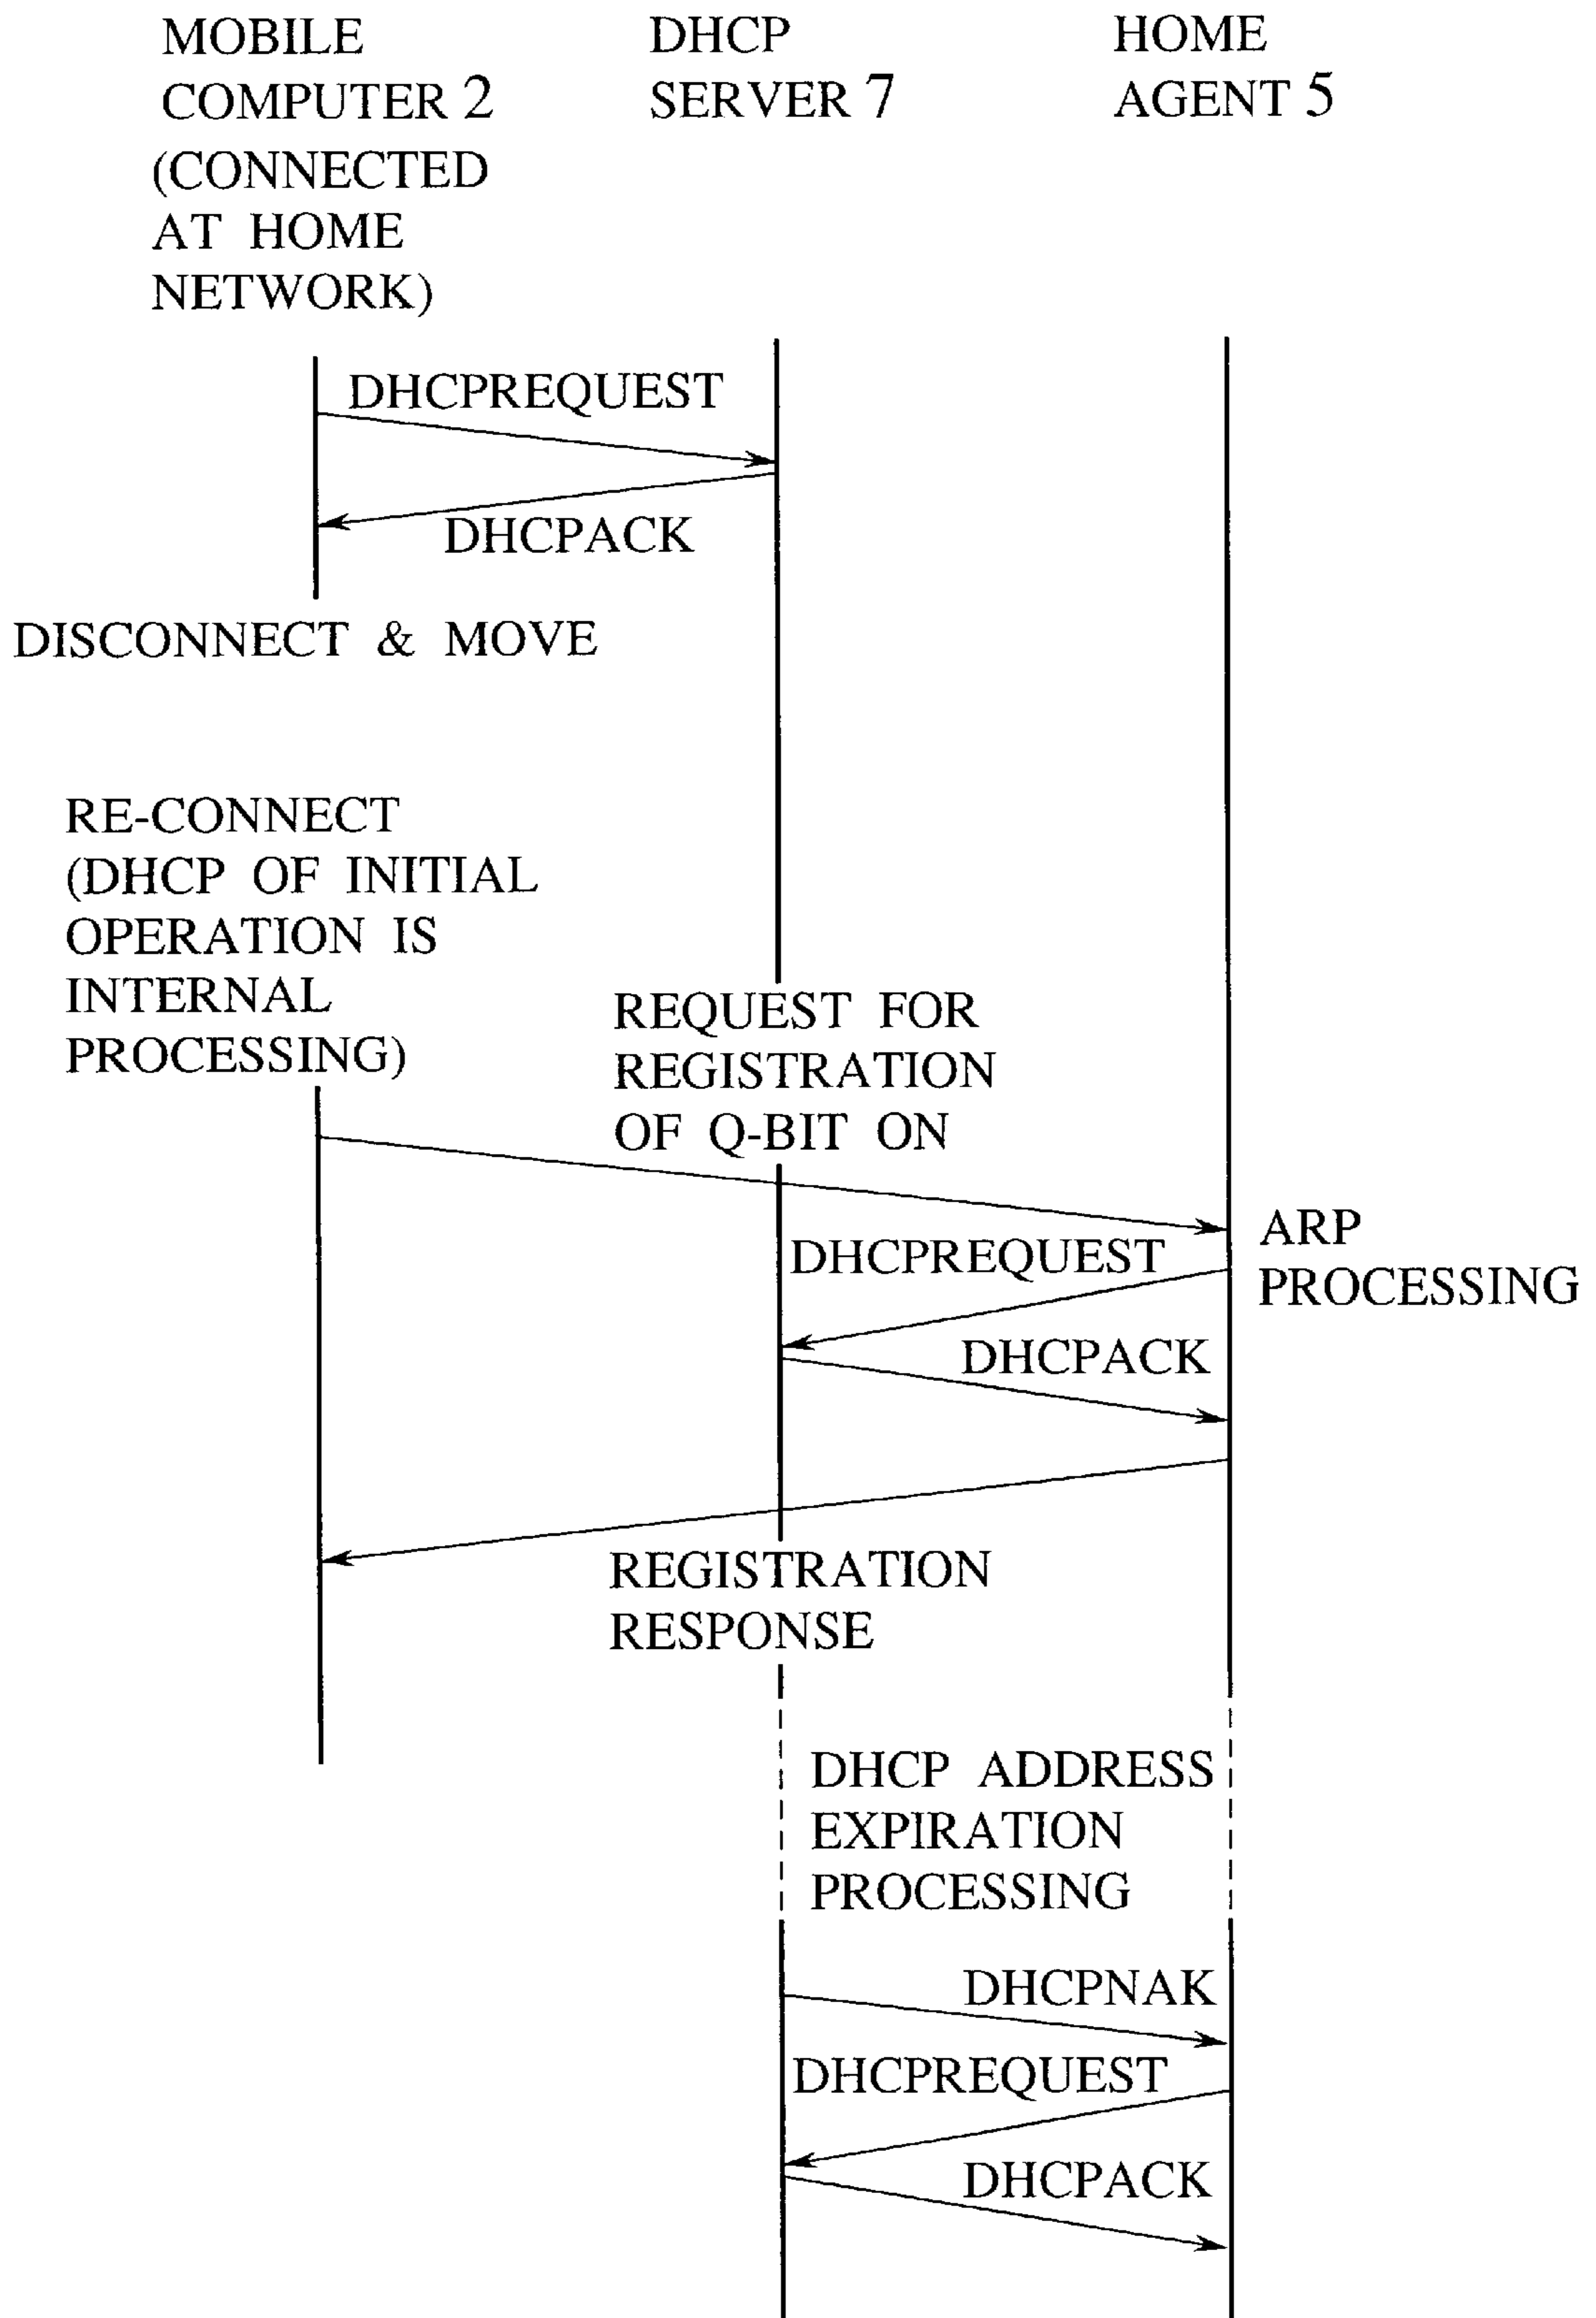 MOBILE
COMPUTER 2
(CONNECTED
AT HOME
NETWORK)
DHCP
SERVER 7
HOME
AGENT 5
DHCPREQUEST
DHCPACK
DISCONNECT & MOVE
RE-CONNECT
(DHCP OF INITIAL
OPERATION IS
INTERNAL
PROCESSING)
REQUEST FOR
REGISTRATION
OF Q-BIT ON
ARP
PROCESSING
DHCPREQUEST
DHCPACK
REGISTRATION
RESPONSE
DHCP ADDRESS
EXPIRATION
PROCESSING
DHCPNAK
DHCPREQUEST
DHCPACK